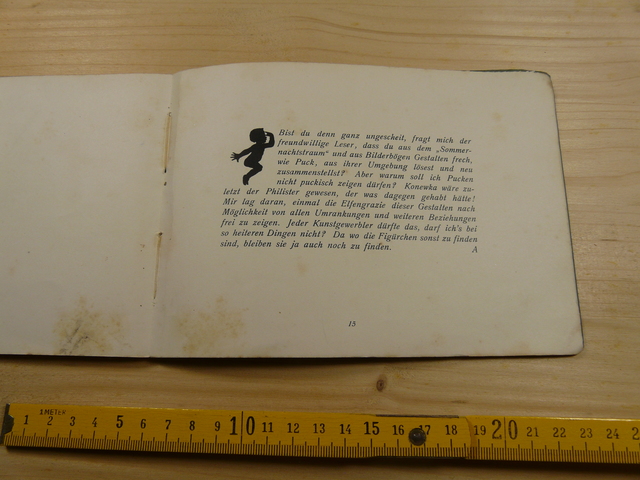 Bist du denn ganz ungescheit, fragt mich der
freundwillige Leser, dass du aus dem „Sommer-
nachtstraum“ und aus Bilderbögen Gestalten frech,
wie Puck, aus ihrer Umgebung lösest und neu
zusammenstellst? Aber warum soll ich Pucken
nicht puckisch zeigen dürfen? Konewka wäre zu-
letzt der Philister gewesen, der was dagegen gehabt hätte!
Mir lag daran, einmal die Elfengrazie dieser Gestalten nach
Möglichkeit von allen Umrankungen und weiteren Beziehungen
frei zu zeigen. Jeder Kunstgewerbler dürfte das, darf ich's bei
so heiteren Dingen nicht? Da wo die Figürchen sonst zu finden
sind, bleiben sie ja auch noch zu finden. A
15
1 METER
1 2 3 4 5 6 7 8 9 10 11 12 13 14 15 16 17 18 19 20 21 22 23 24